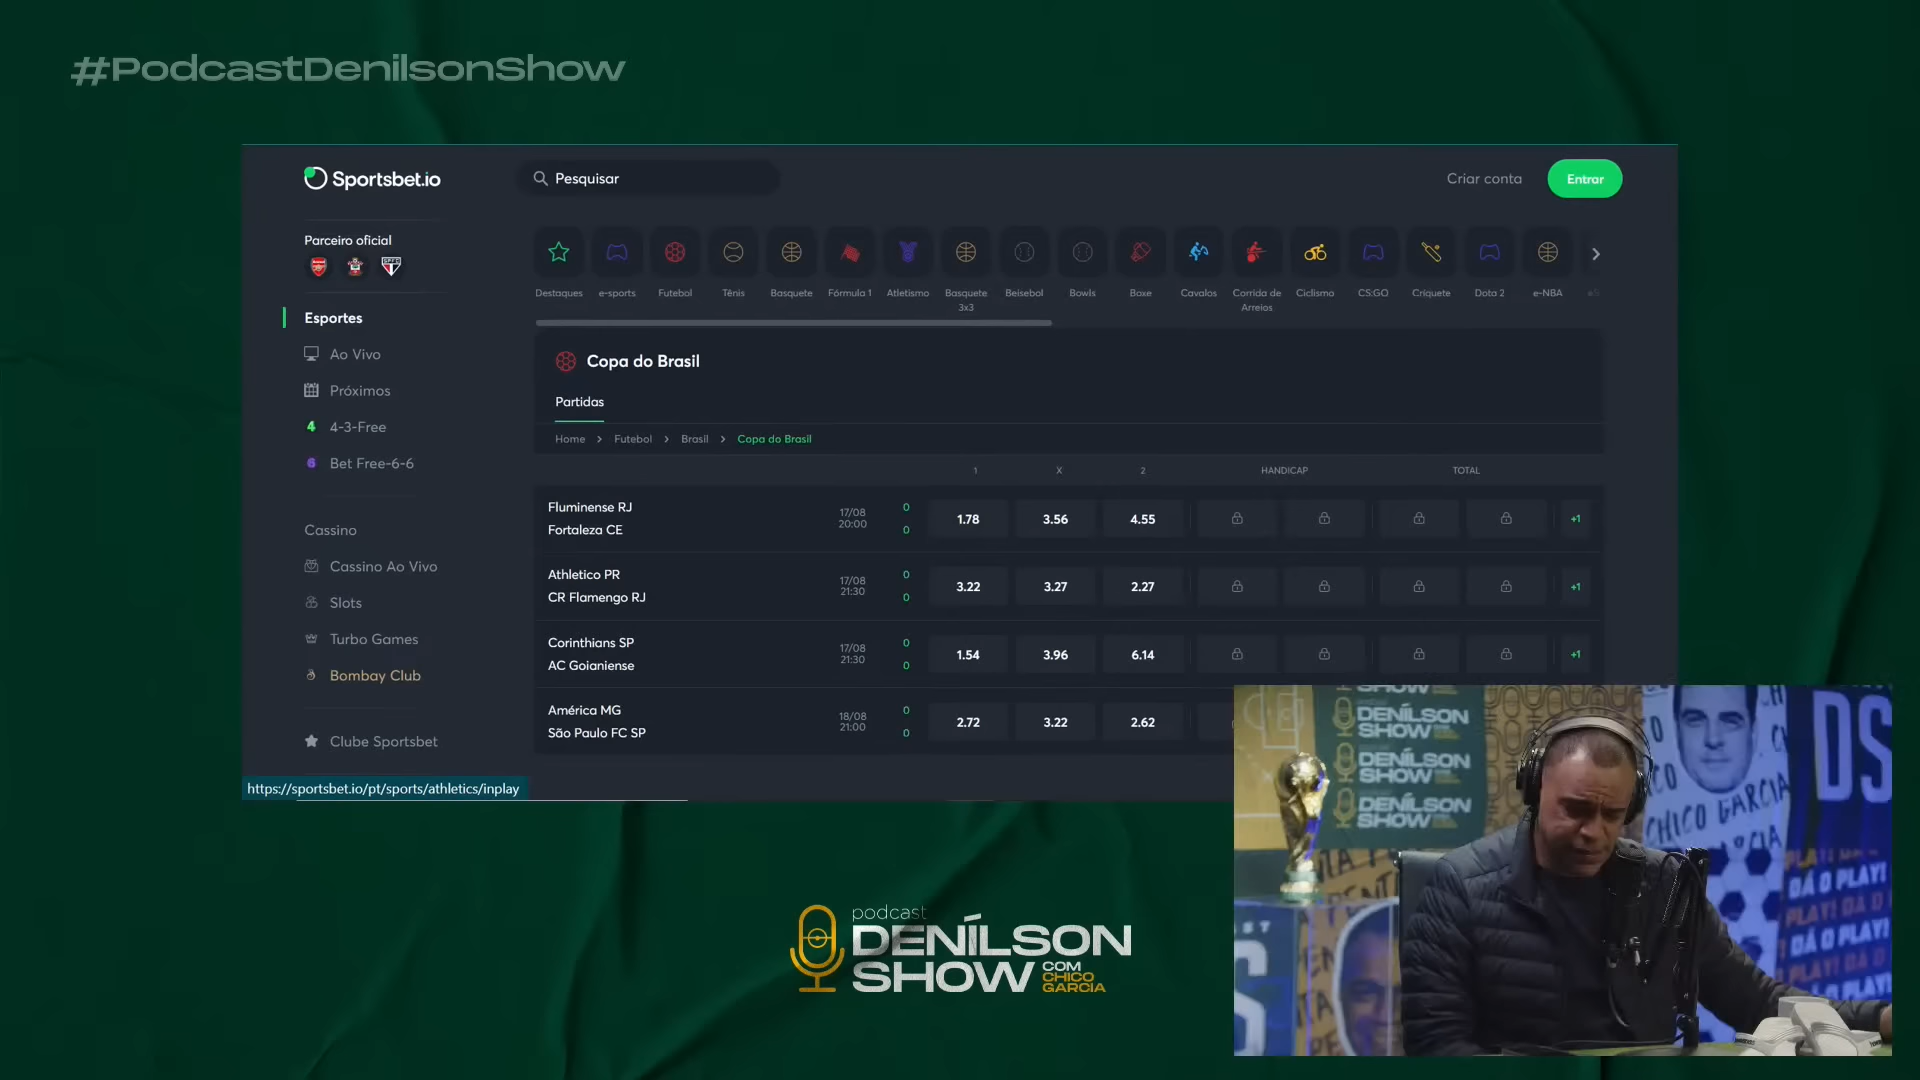 #PodcastDenilsonShow
Sportsbet.io
Pesquisar
Criar conta
Entrar
Parceiro oficial
Destaques
e-sports
Futebol
Tênis
Basquete
Fórmula 1
Atletismo
Basquete
3x3
Beisebol
Bowls
Boxe
Cavalos
Corrida de
Arreios
Ciclismo
CS:GO
Críquete
Dota 2
e-NBA
Esportes
Ao Vivo
Próximos
4 4-3-Free
6 Bet Free-6-6
Cassino
Cassino Ao Vivo
Slots
Turbo Games
Bombay Club
Clube Sportsbet
https://sportsbet.io/pt/sports/athletics/inplay
Copa do Brasil
Partidas
Home > Futebol > Brasil > Copa do Brasil
1 X 2 HANDICAP TOTAL
Fluminense RJ
Fortaleza CE
17/08
20:00
0
0
1.78 3.56 4.55 +1
Athletico PR
CR Flamengo RJ
17/08
21:30
0
0
3.22 3.27 2.27 +1
Corinthians SP
AC Goianiense
17/08
21:30
0
0
1.54 3.96 6.14 +1
América MG
São Paulo FC SP
18/08
21:00
0
0
2.72 3.22 2.62
podcast
DENÍLSON
SHOW
COM
CHICO
GARCIA
SHOW
DENÍLSON
SHOW
DENÍLSON
SHOW
DENÍLSON
SHOW
CHICO GARCIA
DS
DÁ O PLAY!
DÁ O PLAY!